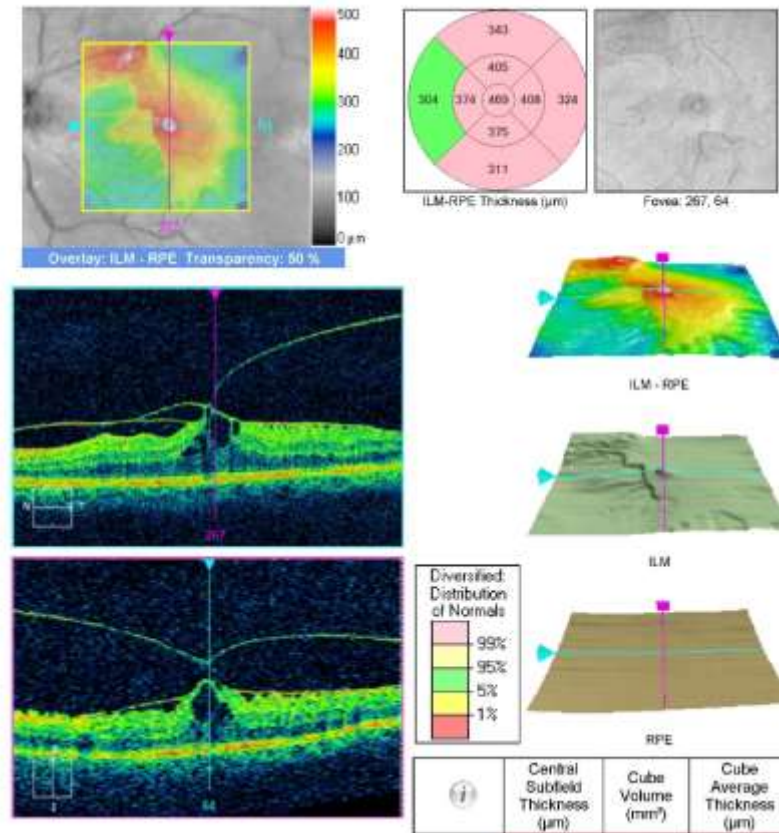 500
400
300
200
100
0 µm
Overlay: ILM - RPE Transparency: 50 %
343
405
304
374
469
408
324
375
311
ILM-RPE Thickness (µm)
Fovea: 267, 64
ILM - RPE
N
T
267
ILM
64
Diversified:
Distribution
of Normals
99%
95%
5%
1%
RPE
i
Central
Subfield
Thickness
(µm)
Cube
Volume
(mm³)
Cube
Average
Thickness
(µm)